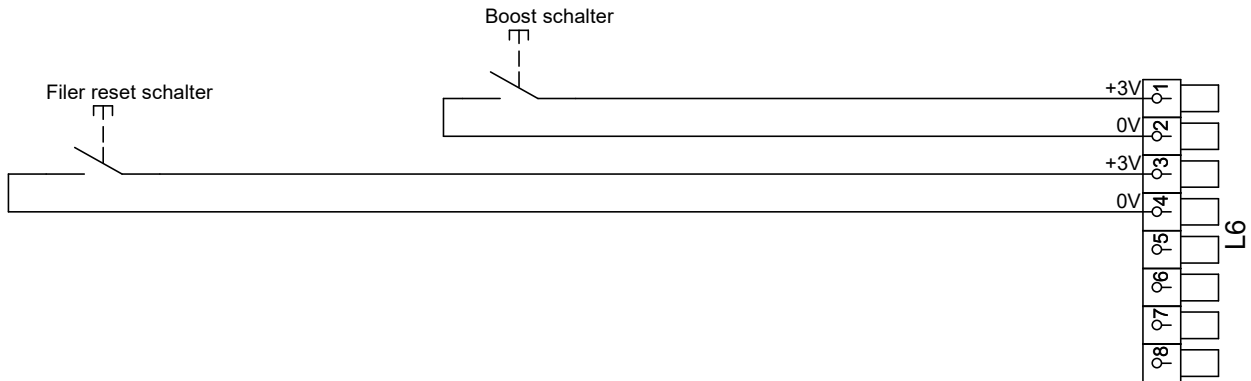 Boost schalter
Filer reset schalter
+3V
1
0V
2
+3V
3
0V
4
5
6
7
8
L6